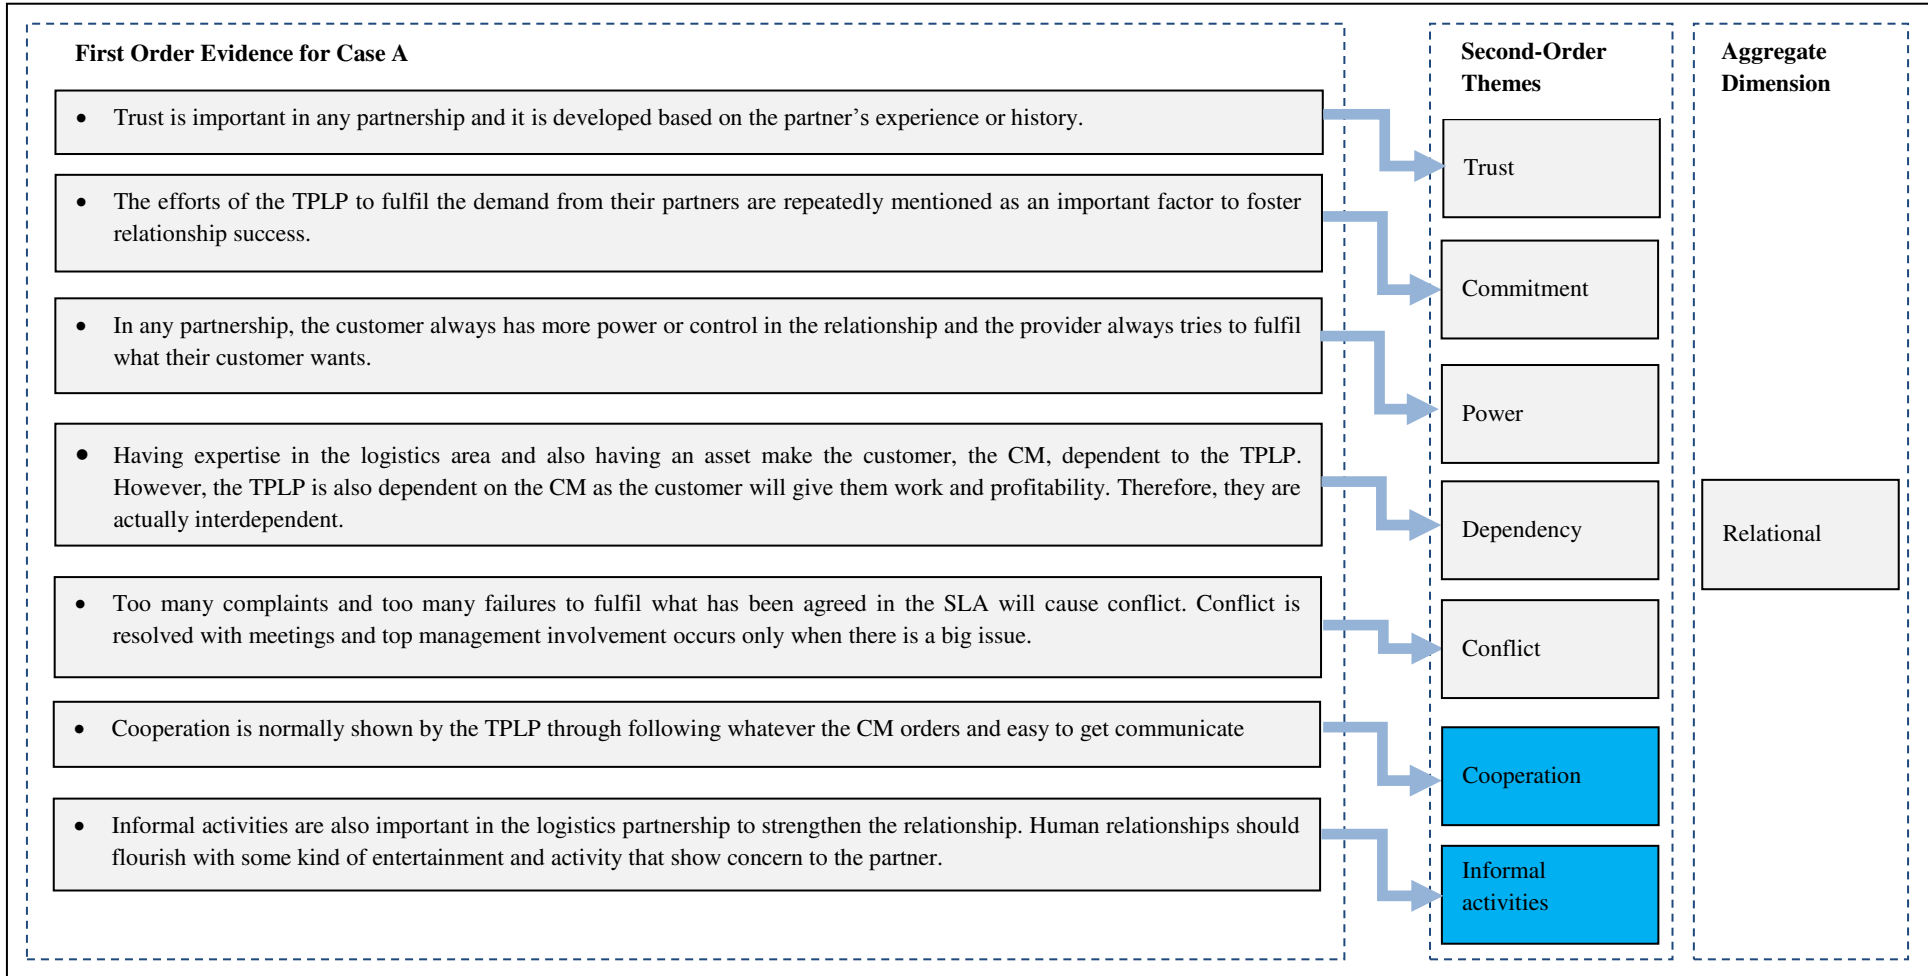 First Order Evidence for Case A
• Trust is important in any partnership and it is developed based on the partner's experience or history.
• The efforts of the TPLP to fulfil the demand from their partners are repeatedly mentioned as an important factor to foster
relationship success.
• In any partnership, the customer always has more power or control in the relationship and the provider always tries to fulfil
what their customer wants.
• Having expertise in the logistics area and also having an asset make the customer, the CM, dependent to the TPLP.
However, the TPLP is also dependent on the CM as the customer will give them work and profitability. Therefore, they are
actually interdependent.
• Too many complaints and too many failures to fulfil what has been agreed in the SLA will cause conflict. Conflict is
resolved with meetings and top management involvement occurs only when there is a big issue.
• Cooperation is normally shown by the TPLP through following whatever the CM orders and easy to get communicate
• Informal activities are also important in the logistics partnership to strengthen the relationship. Human relationships should
flourish with some kind of entertainment and activity that show concern to the partner.
Second-Order
Themes
Trust
Commitment
Power
Dependency
Conflict
Cooperation
Informal
activities
Aggregate
Dimension
Relational